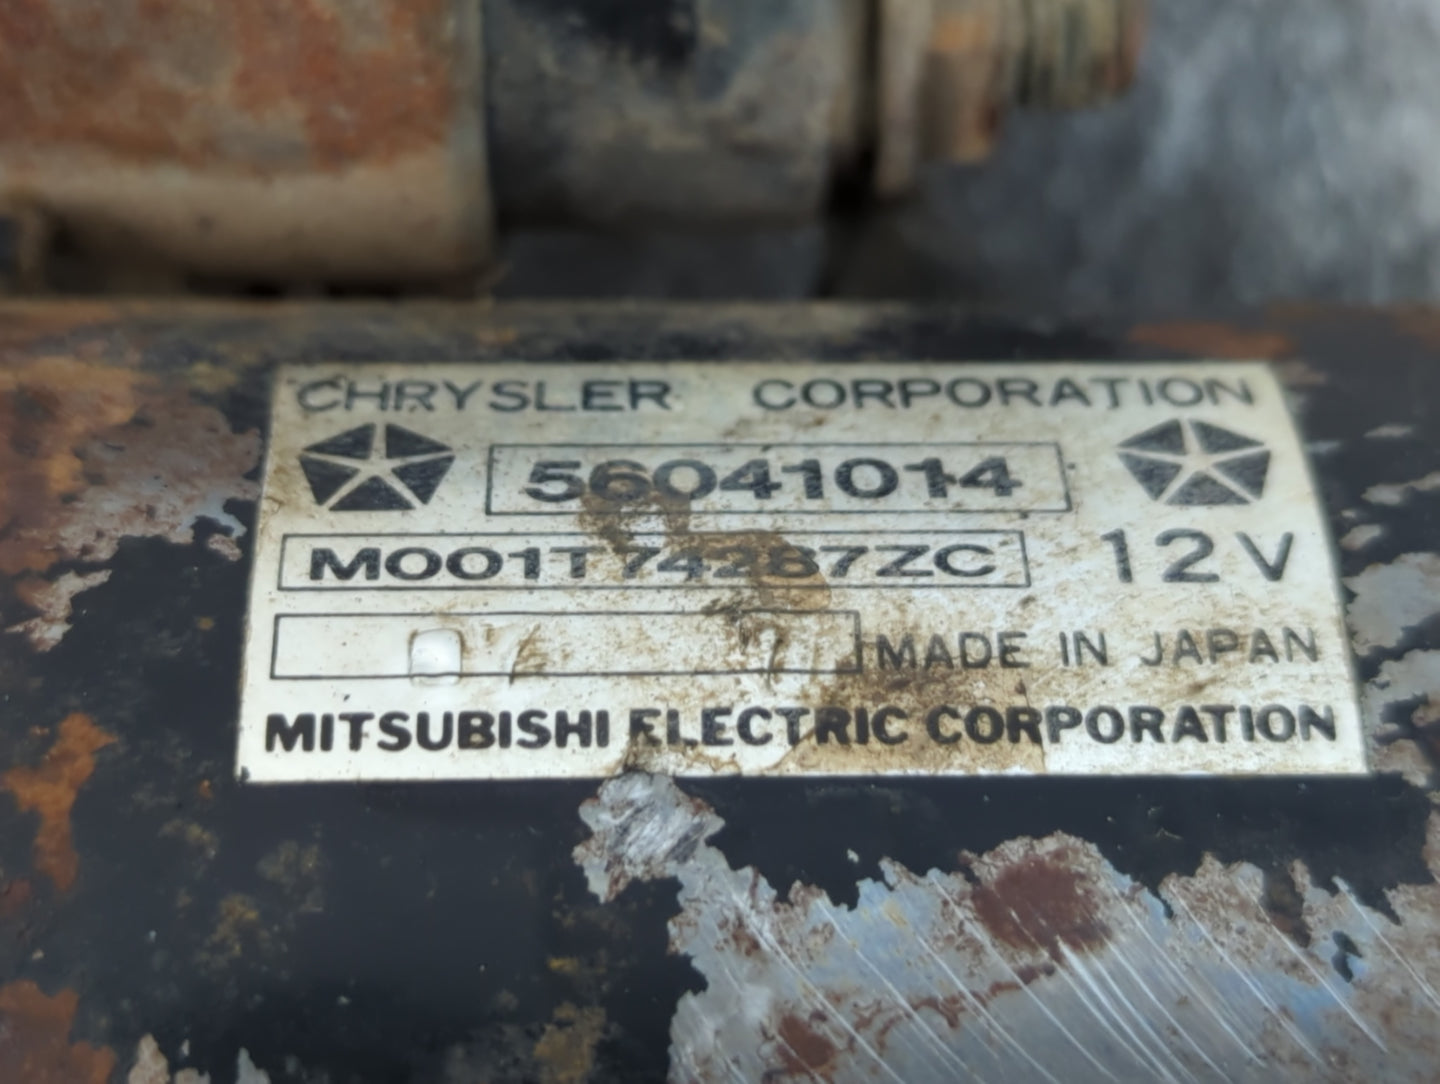 CHRYSLER CORPORATION
56041014
M001T74287ZC 12V
MADE IN JAPAN
MITSUBISHI ELECTRIC CORPORATION